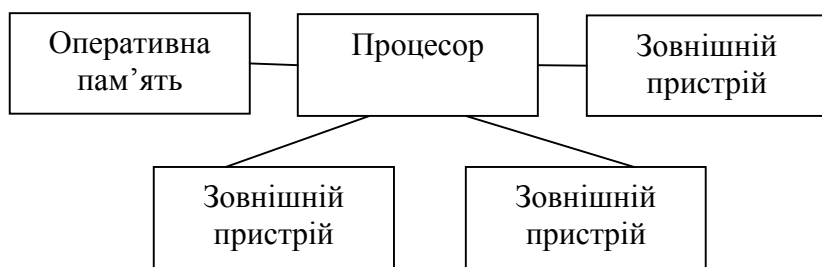 Оперативна
пам’ять
Процесор
Зовнішній
пристрій
Зовнішній
пристрій
Зовнішній
пристрій